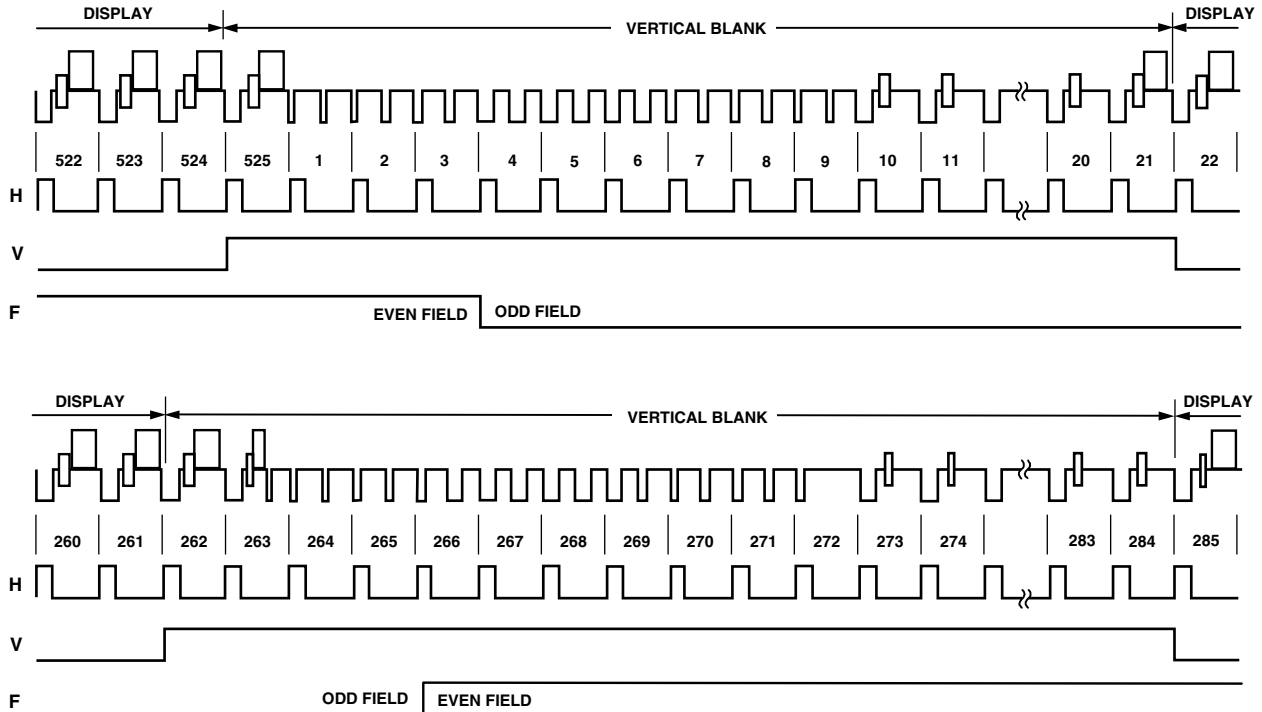 DISPLAY VERTICAL BLANK DISPLAY
522 523 524 525 1 2 3 4 5 6 7 8 9 10 11 20 21 22
H
V
F
EVEN FIELD ODD FIELD
DISPLAY VERTICAL BLANK DISPLAY
260 261 262 263 264 265 266 267 268 269 270 271 272 273 274 283 284 285
H
V
F
ODD FIELD EVEN FIELD